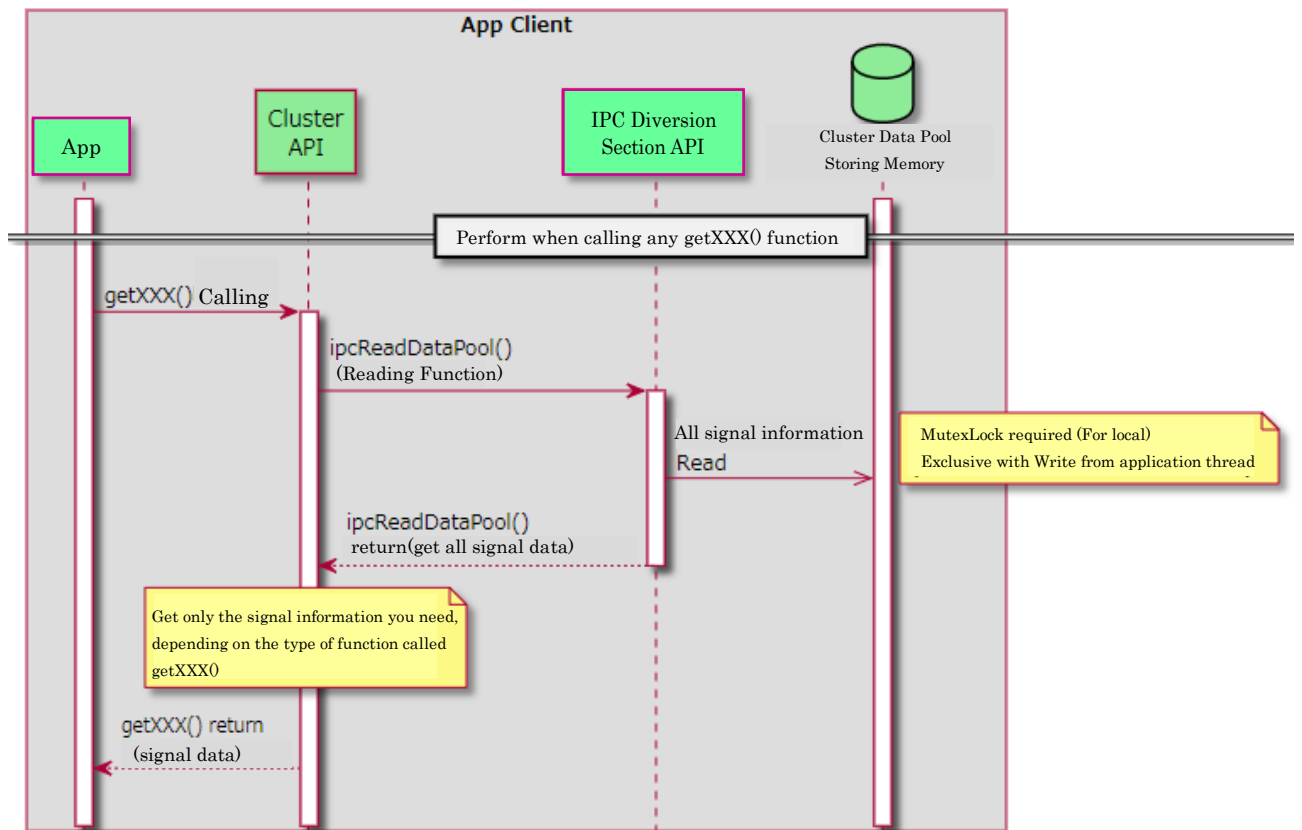 App Client
App
Cluster
API
IPC Diversion
Section API
Cluster Data Pool
Storing Memory
Perform when calling any getXXX() function
getXXX() Calling
ipcReadDataPool()
(Reading Function)
All signal information
Read
MutexLock required (For local)
Exclusive with Write from application thread
ipcReadDataPool()
return(get all signal data)
Get only the signal information you need,
depending on the type of function called
getXXX()
getXXX() return
(signal data)